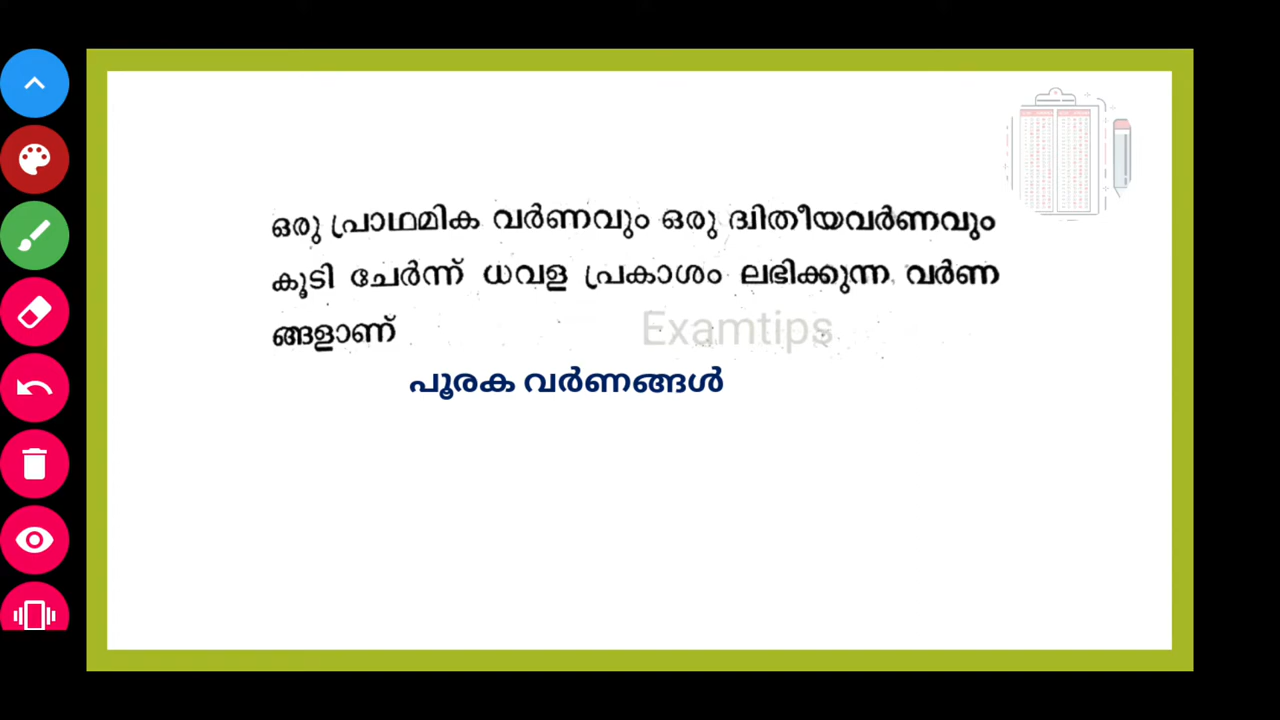 ഒരു പ്രാഥമിക വർണവും ഒരു ദ്വിതീയവർണവും
കൂടി ചേർന്ന് ധവള പ്രകാശം ലഭിക്കുന്ന വർണ
ങ്ങളാണ്
Examtips
പൂരക വർണങ്ങൾ